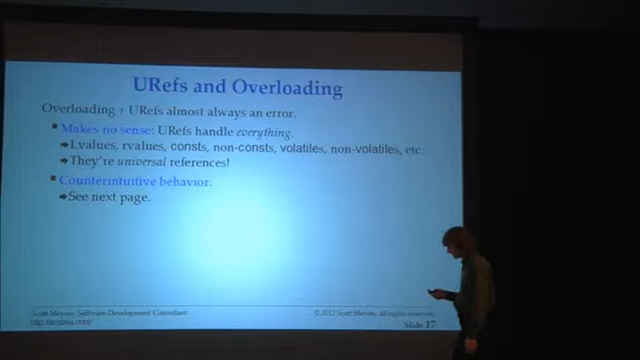 URefs and Overloading
Overloading + URefs almost always an error.
▪ Makes no sense: URefs handle everything.
➔Lvalues, rvalues, consts, non-consts, volatiles, non-volatiles, etc.
➔They're universal references!
▪ Counterintuitive behavior.
➔See next page.
Scott Meyers, Software Development Consultant
© 2012 Scott Meyers, all rights reserved.
http://aristeia.com/
Slide 17